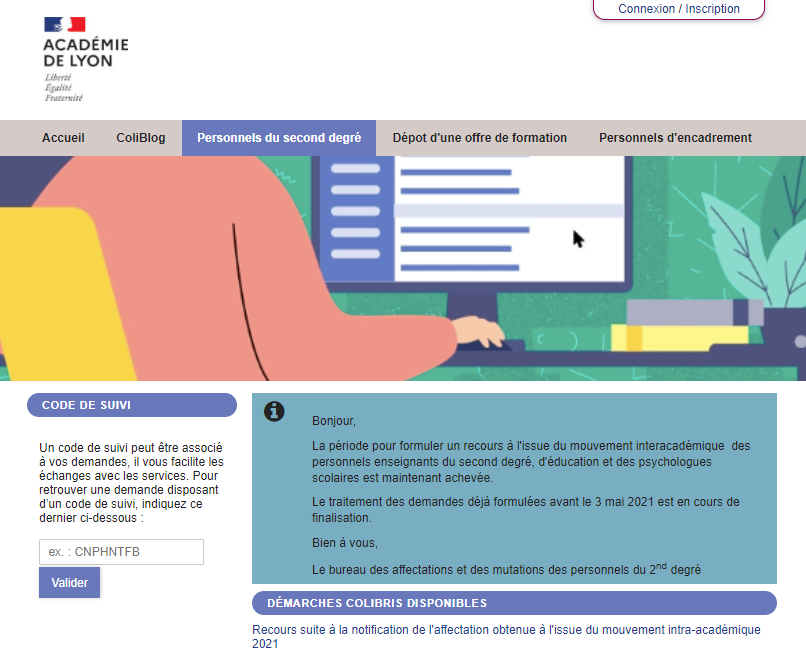 Connexion / Inscription
ACADÉMIE
DE LYON
Liberté
Égalité
Fraternité
Accueil
ColiBlog
Personnels du second degré
Dépot d'une offre de formation
Personnels d'encadrement
CODE DE SUIVI
Un code de suivi peut être associé
à vos demandes, il vous facilite les
échanges avec les services. Pour
retrouver une demande disposant
d'un code de suivi, indiquez ce
dernier ci-dessous :
ex. : CNPHNTFB
Valider
Bonjour,
La période pour formuler un recours à l'issue du mouvement interacadémique des
personnels enseignants du second degré, d'éducation et des psychologues
scolaires est maintenant achevée.
Le traitement des demandes déjà formulées avant le 3 mai 2021 est en cours de
finalisation.
Bien à vous,
Le bureau des affectations et des mutations des personnels du 2nd degré
DÉMARCHES COLIBRIS DISPONIBLES
Recours suite à la notification de l'affectation obtenue à l'issue du mouvement intra-académique
2021